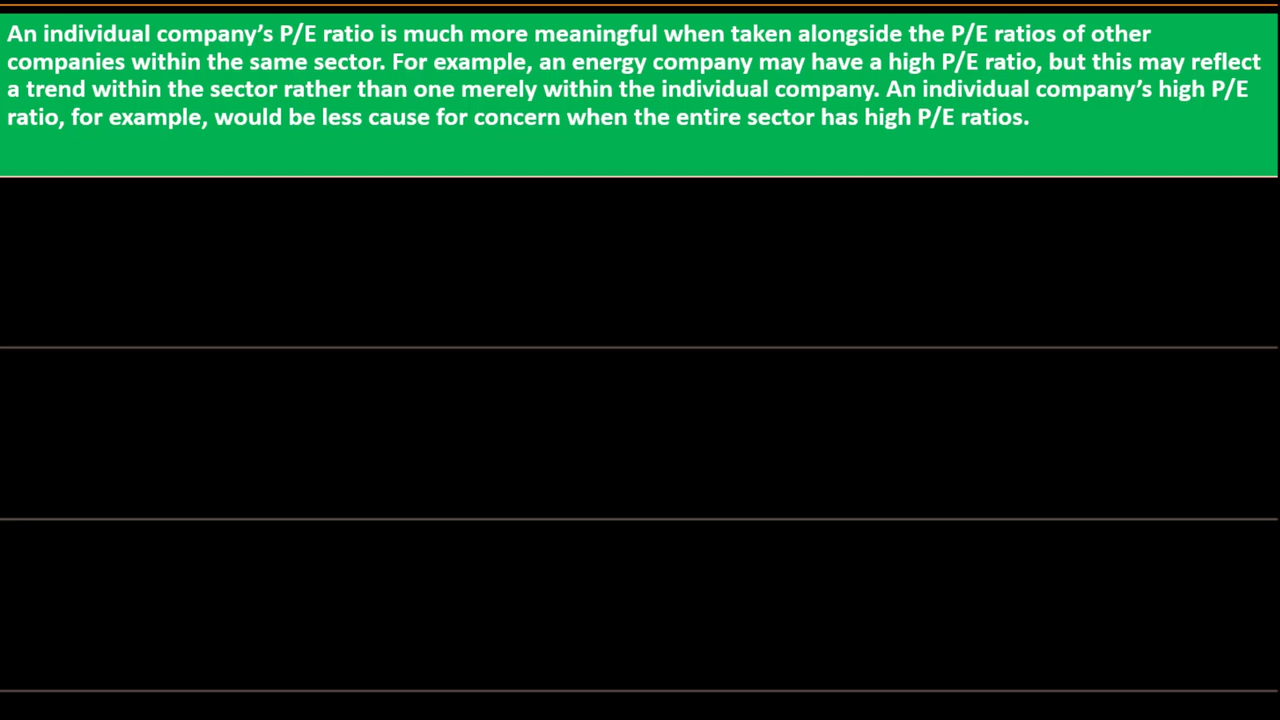 An individual company’s P/E ratio is much more meaningful when taken alongside the P/E ratios of other
companies within the same sector. For example, an energy company may have a high P/E ratio, but this may reflect
a trend within the sector rather than one merely within the individual company. An individual company’s high P/E
ratio, for example, would be less cause for concern when the entire sector has high P/E ratios.